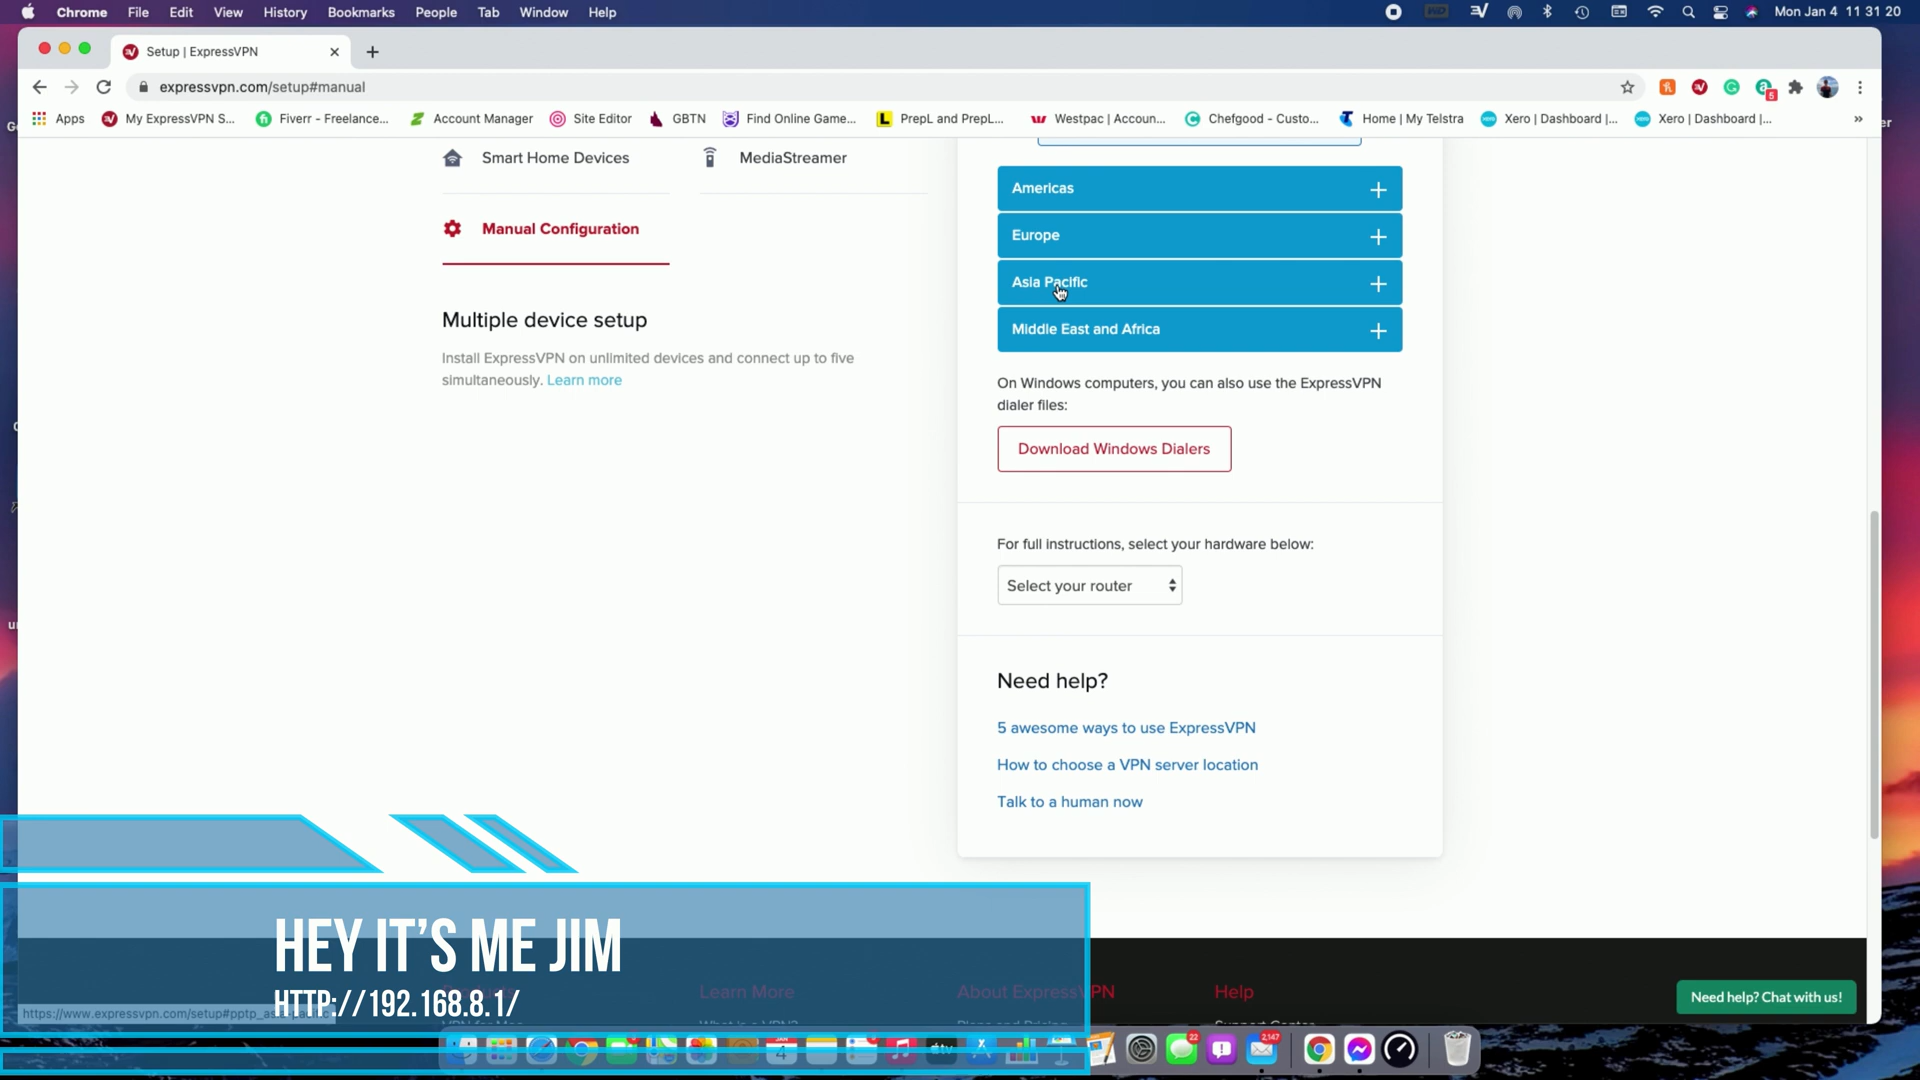 Chrome File Edit View History Bookmarks People Tab Window Help
Mon Jan 4 11 31 20
Setup | ExpressVPN
expressvpn.com/setup#manual
5
Apps My ExpressVPN S... Fiverr - Freelance... Account Manager Site Editor GBTN Find Online Game... PrepL and PrepL... Westpac | Accoun... Chefgood - Custo... Home | My Telstra Xero | Dashboard |... Xero | Dashboard |... »
Smart Home Devices
MediaStreamer
Manual Configuration
Multiple device setup
Install ExpressVPN on unlimited devices and connect up to five
simultaneously. Learn more
Americas
Europe
Asia Pacific
Middle East and Africa
On Windows computers, you can also use the ExpressVPN
dialer files:
Download Windows Dialers
For full instructions, select your hardware below:
Select your router
Need help?
5 awesome ways to use ExpressVPN
How to choose a VPN server location
Talk to a human now
HEY IT'S ME JIM
HTTP://192.168.8.1/
Learn More
About ExpressVPN
Help
Need help? Chat with us!
22
2,147